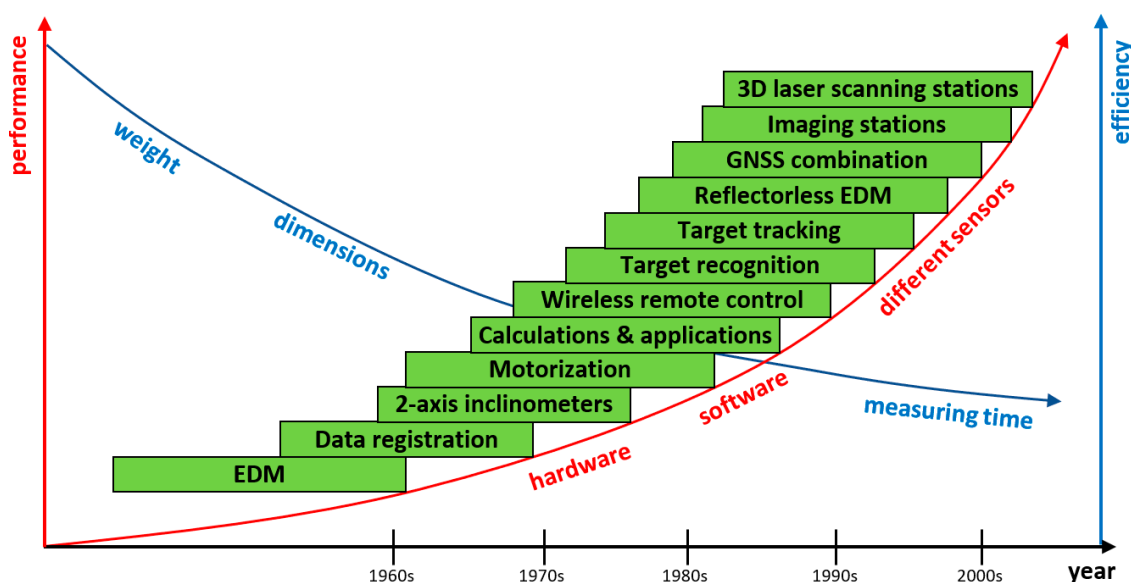 performance
efficiency
weight
dimensions
3D laser scanning stations
Imaging stations
GNSS combination
Reflectorless EDM
Target tracking
Target recognition
Wireless remote control
Calculations & applications
Motorization
2-axis inclinometers
Data registration
EDM
hardware
software
different sensors
measuring time
1960s
1970s
1980s
1990s
2000s
year